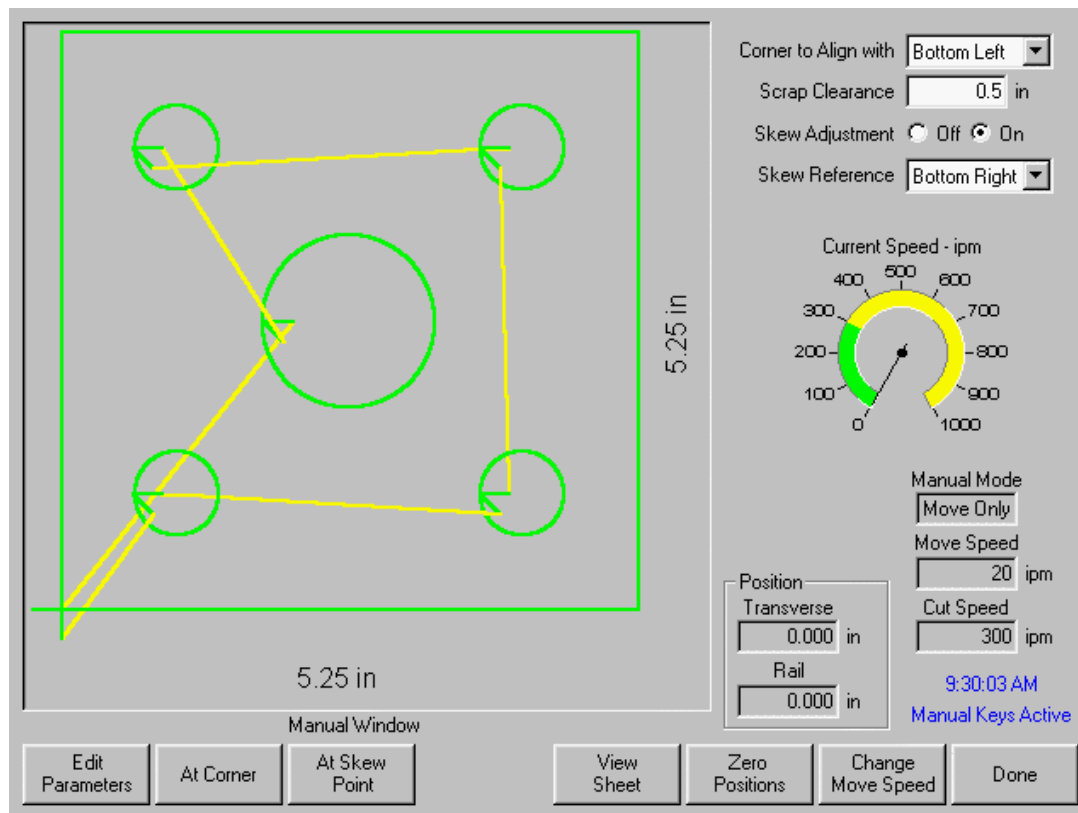 Corner to Align with Bottom Left
Scrap Clearance 0.5 in
Skew Adjustment Off On
Skew Reference Bottom Right
Current Speed - ipm
0 100 200 300 400 500 600 700 800 900 1000
Manual Mode
Move Only
Move Speed
20 ipm
Cut Speed
300 ipm
Position
Transverse
0.000 in
Rail
0.000 in
9:30:03 AM
Manual Keys Active
5.25 in
5.25 in
Manual Window
Edit
Parameters
At Corner
At Skew
Point
View
Sheet
Zero
Positions
Change
Move Speed
Done